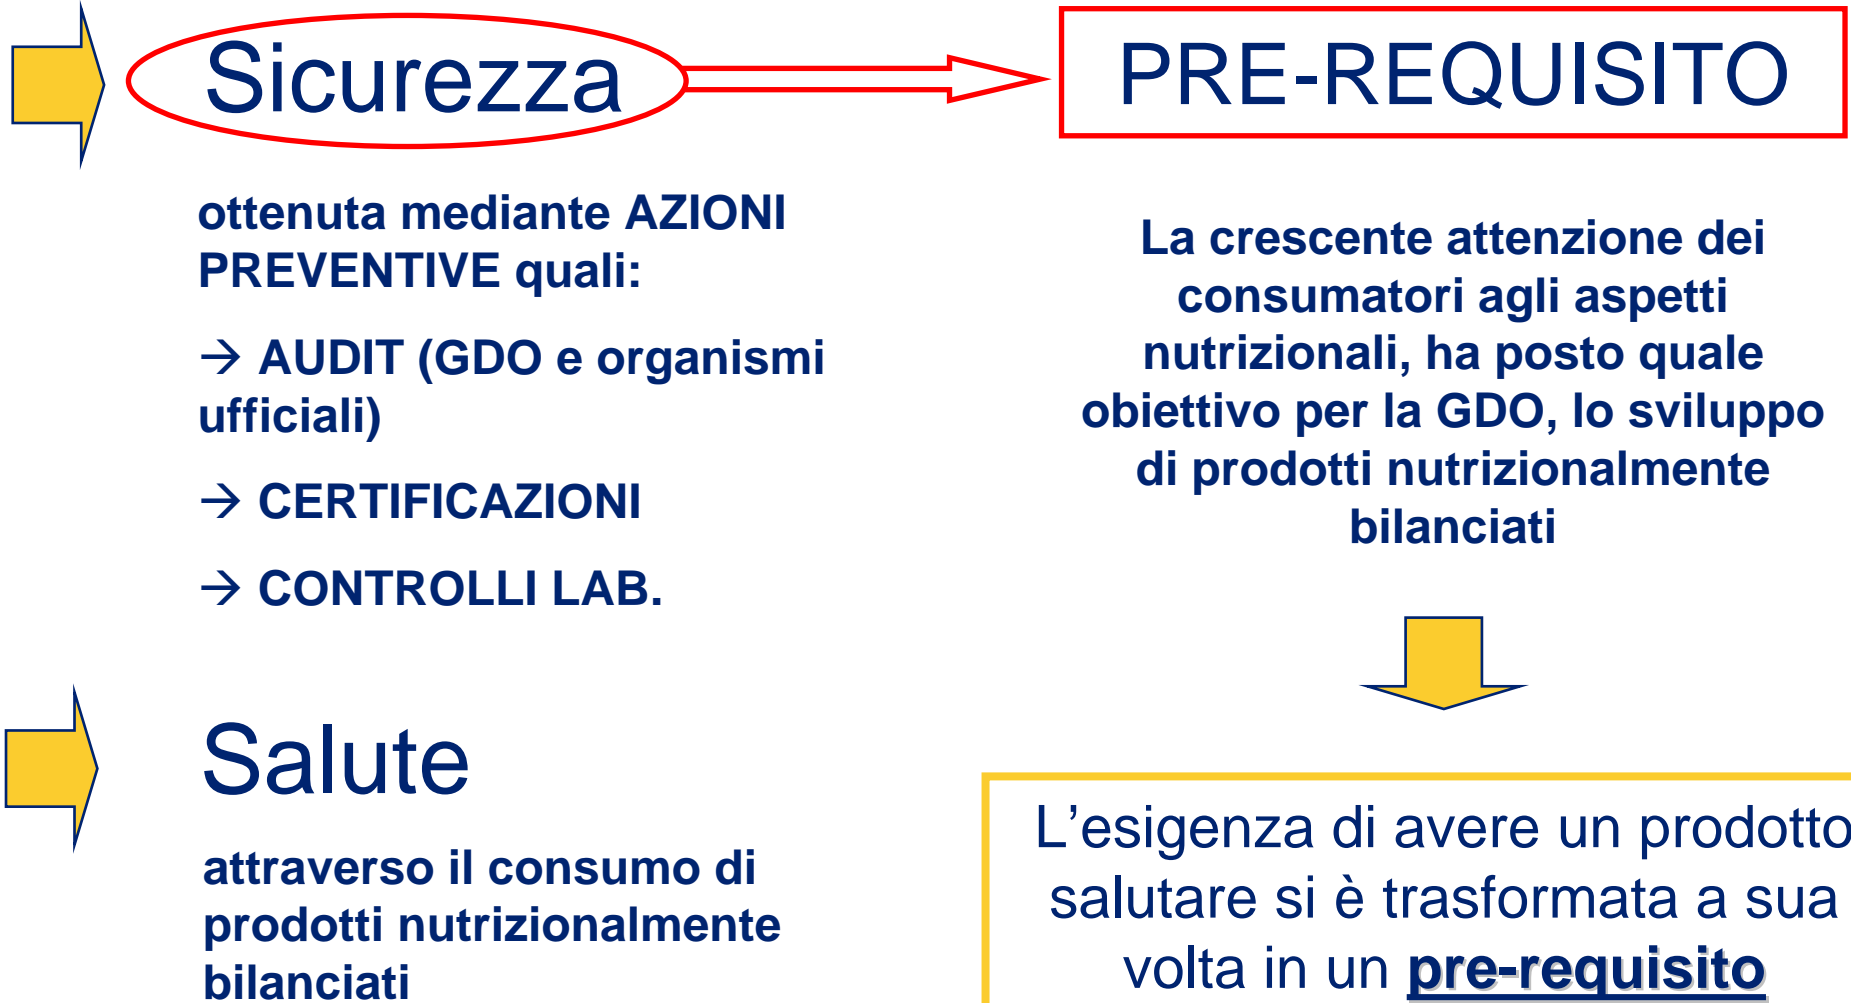 Sicurezza
ottenuta mediante AZIONI
PREVENTIVE quali:
→ AUDIT (GDO e organismi
ufficiali)
→ CERTIFICAZIONI
→ CONTROLLI LAB.
Salute
attraverso il consumo di
prodotti nutrizionalmente
bilanciati
PRE-REQUISITO
La crescente attenzione dei
consumatori agli aspetti
nutrizionali, ha posto quale
obiettivo per la GDO, lo sviluppo
di prodotti nutrizionalmente
bilanciati
L’esigenza di avere un prodotto
salutare si è trasformata a sua
volta in un pre-requisito